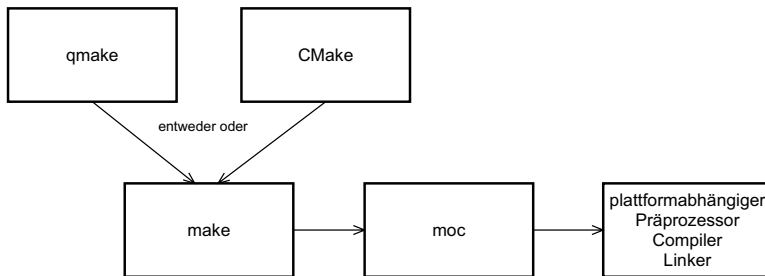 qmake
CMake
entweder oder
make
moc
plattformabhängiger
Präprozessor
Compiler
Linker